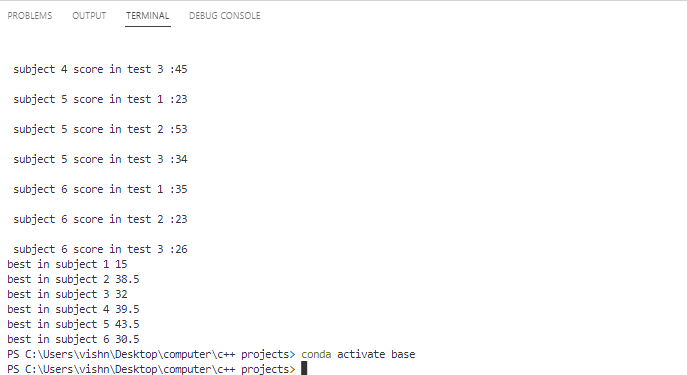 PROBLEMS OUTPUT TERMINAL DEBUG CONSOLE
subject 4 score in test 3 :45
subject 5 score in test 1 :23
subject 5 score in test 2 :53
subject 5 score in test 3 :34
subject 6 score in test 1 :35
subject 6 score in test 2 :23
subject 6 score in test 3 :26
best in subject 1 15
best in subject 2 38.5
best in subject 3 32
best in subject 4 39.5
best in subject 5 43.5
best in subject 6 30.5
PS C:\Users\vishn\Desktop\computer\c++ projects> conda activate base
PS C:\Users\vishn\Desktop\computer\c++ projects>